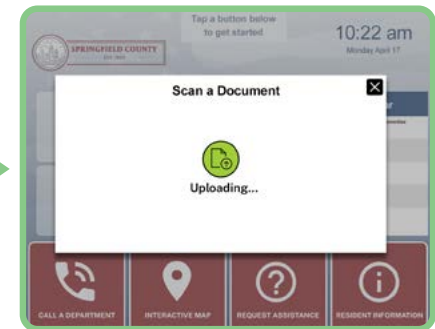 Tap a button below
to get started
10:22 am
Monday April 17
SPRINGFIELD COUNTY
Scan a Document
Uploading...
CALL A DEPARTMENT
INTERACTIVE MAP
REQUEST ASSISTANCE
RESIDENT INFORMATION